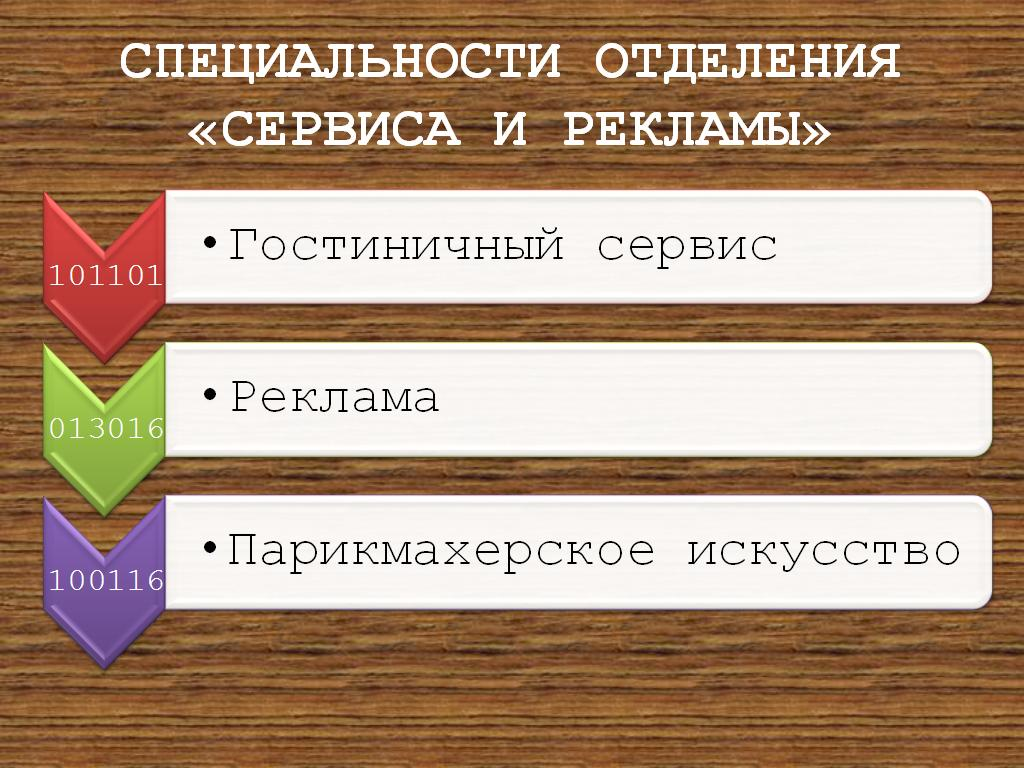 СПЕЦИАЛЬНОСТИ ОТДЕЛЕНИЯ
«СЕРВИСА И РЕКЛАМЫ»
101101
• Гостиничный сервис
013016
• Реклама
100116
• Парикмахерское искусство